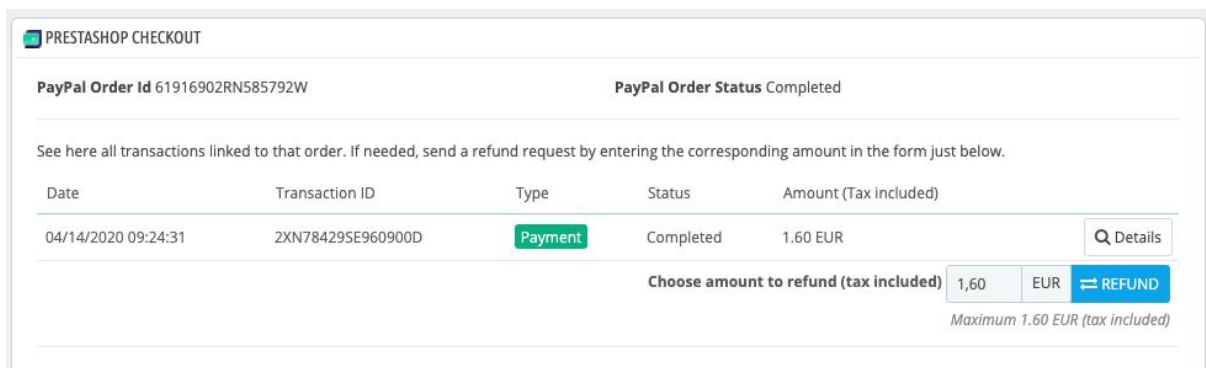 PRESTASHOP CHECKOUT
PayPal Order Id 61916902RN585792W PayPal Order Status Completed
See here all transactions linked to that order. If needed, send a refund request by entering the corresponding amount in the form just below.
Date Transaction ID Type Status Amount (Tax included)
04/14/2020 09:24:31 2XN78429SE960900D Payment Completed 1.60 EUR Details
Choose amount to refund (tax included) 1,60 EUR REFUND
Maximum 1.60 EUR (tax included)